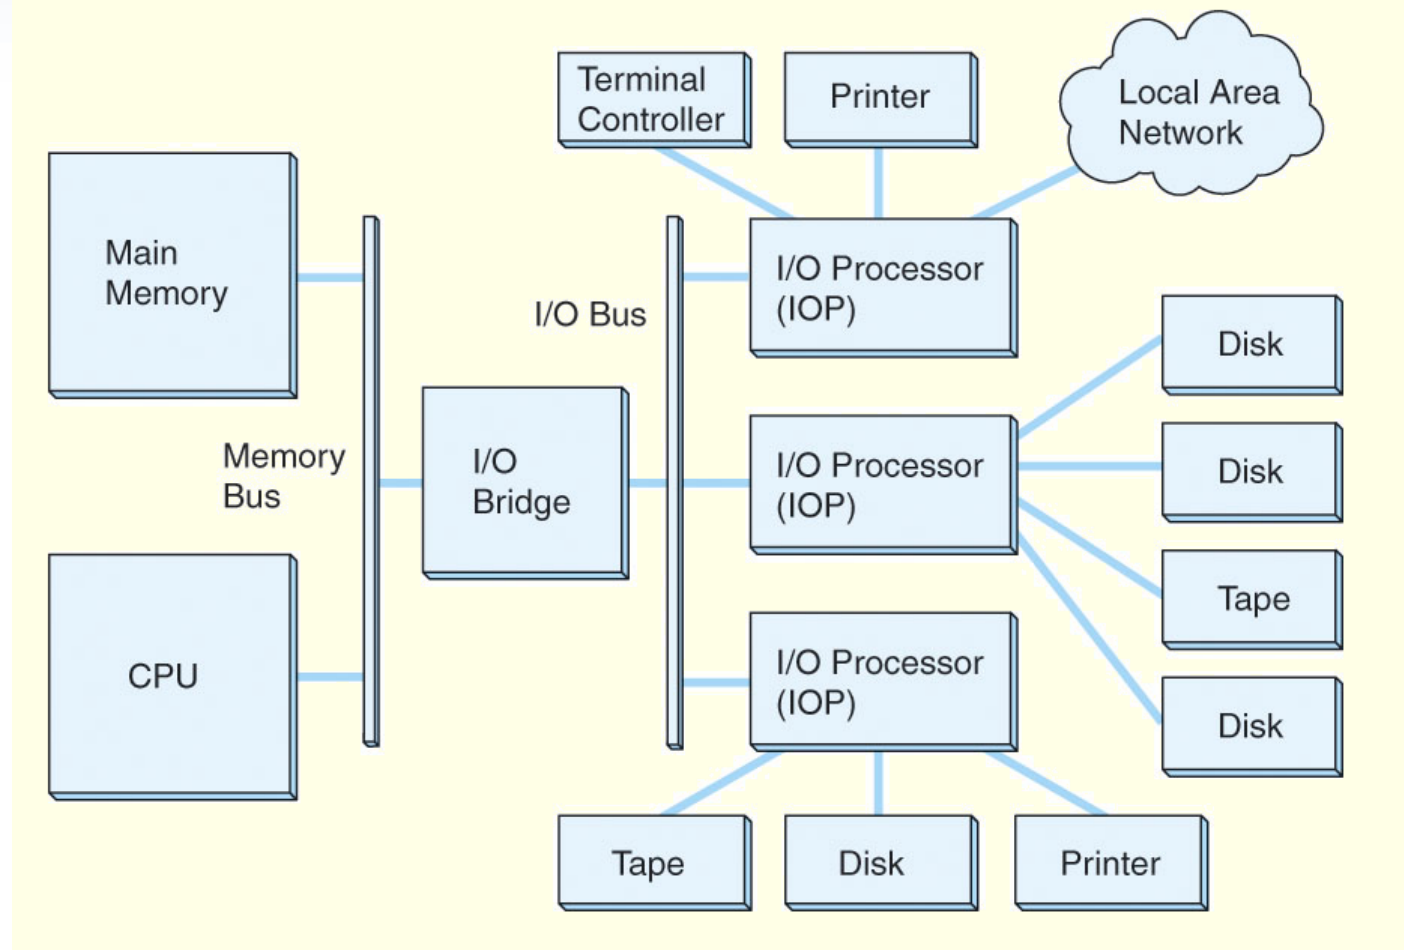 Terminal
Controller
Printer
Local Area
Network
Main
Memory
I/O Processor
(IOP)
I/O Bus
Disk
Memory
Bus
I/O
Bridge
I/O Processor
(IOP)
Disk
Tape
CPU
I/O Processor
(IOP)
Disk
Tape
Disk
Printer